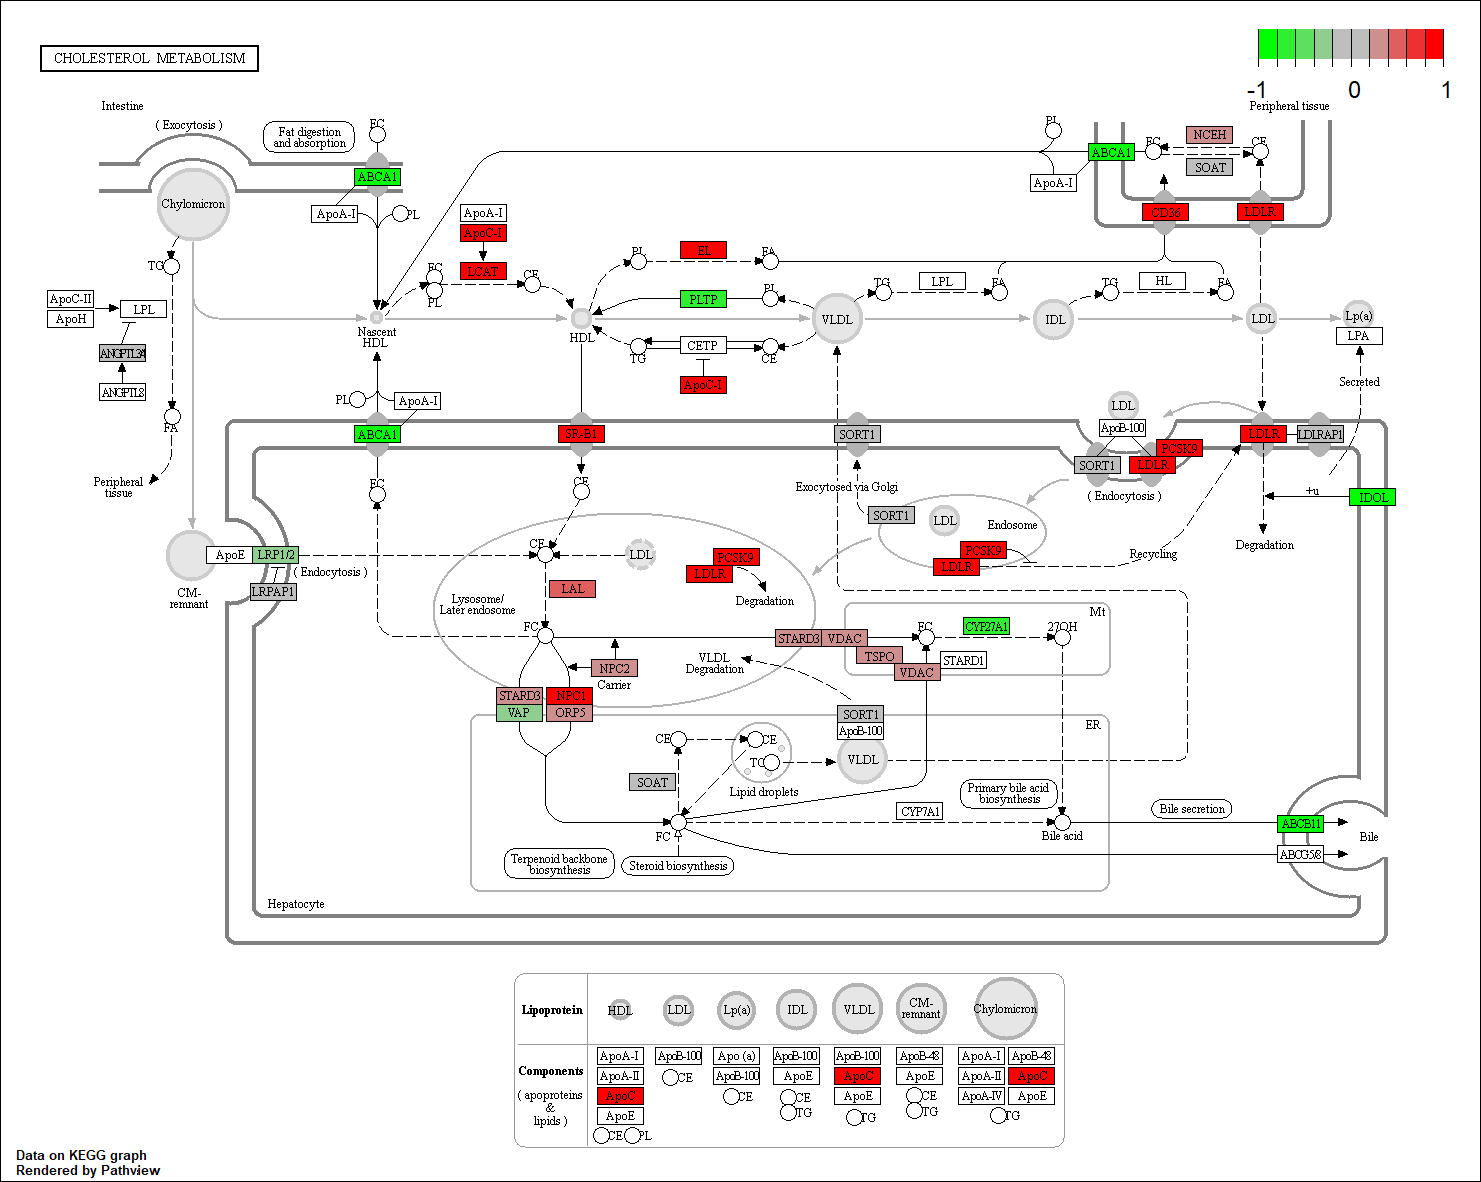 CHOLESTEROL METABOLISM
-1 0 1
Intestine
Peripheral tissue
( Exocytosis )
Fat digestion
and absorption
FC
ABCA1
ApoA-I
PL
Chylomicron
TG
ApoC-II
ApoH
LPL
ANGPTL8
FA
Peripheral
tissue
ApoA-I
ApoC-I
LCAT
FC
PL
CE
Nascent
HDL
HDL
PL
EL
FA
PLTP
PL
TG
CETP
CE
ApoC-I
VLDL
TG
LPL
FA
IDL
TG
HL
FA
LDL
Lp(a)
LPA
Secreted
PL
ApoA-I
ABCA1
FC
NCEH
SOAT
CE
CD36
LDLR
PL
ApoA-I
ABCA1
FC
SR-B1
CE
SORT1
Exocytosed via Golgi
LDL
ApoB-100
SORT1
LDLR
PCSK9
( Endocytosis )
LDLR
LDLRAP1
+u
IDOL
Degradation
SORT1
LDL
Endosome
PCSK9
LDLR
Recycling
ApoE
LRP1/2
( Endocytosis )
LRPAP1
CM-
remnant
CE
LDL
PCSK9
LDLR
Degradation
LAL
Lysosome/
Later endosome
FC
NPC2
Carrier
STARD3
NPC1
VAP
ORP5
STARD3
VDAC
TSPO
VDAC
STARD1
FC
CYP27A1
27OH
Mt
VLDL
Degradation
SORT1
ApoB-100
VLDL
ER
CE
CE
TG
Lipid droplets
SOAT
FC
CYP7A1
Primary bile acid
biosynthesis
Bile acid
Bile secretion
ABCB11
ABCG5/8
Bile
Terpenoid backbone
biosynthesis
Steroid biosynthesis
Hepatocyte
Lipoprotein
HDL
LDL
Lp(a)
IDL
VLDL
CM-
remnant
Chylomicron
Components
( apoproteins
&
lipids )
ApoA-I
ApoA-II
ApoC
ApoE
CE
PL
ApoB-100
CE
Apo (a)
ApoB-100
CE
ApoB-100
ApoE
CE
TG
ApoB-100
ApoC
ApoE
TG
ApoB-48
ApoE
CE
TG
ApoA-I
ApoB-48
ApoA-II
ApoC
ApoA-IV
ApoE
TG
Data on KEGG graph
Rendered by Pathview